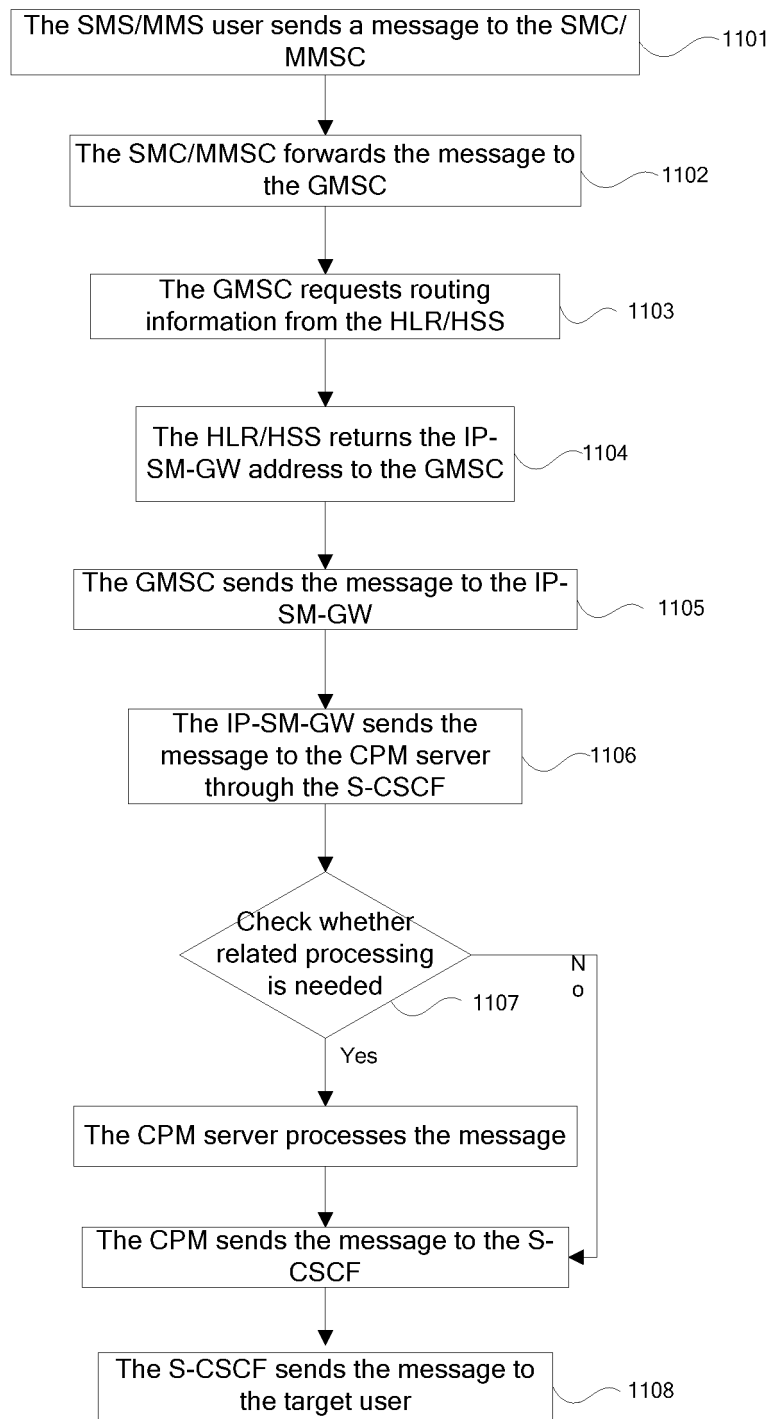 The SMS/MMS user sends a message to the SMC/
MMSC
1101
The SMC/MMSC forwards the message to
the GMSC
1102
The GMSC requests routing
information from the HLR/HSS
1103
The HLR/HSS returns the IP-
SM-GW address to the GMSC
1104
The GMSC sends the message to the IP-
SM-GW
1105
The IP-SM-GW sends the
message to the CPM server
through the S-CSCF
1106
Check whether
related processing
is needed
1107
N
o
Yes
The CPM server processes the message
The CPM sends the message to the S-
CSCF
The S-CSCF sends the message to
the target user
1108